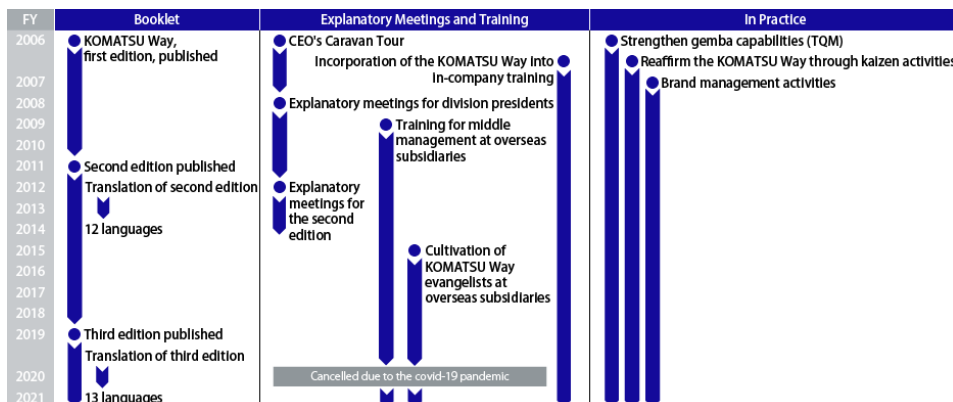 FY
Booklet
Explanatory Meetings and Training
In Practice
2006
2007
2008
2009
2010
2011
2012
2013
2014
2015
2016
2017
2018
2019
2020
2021
KOMATSU Way,
first edition, published
Second edition published
Translation of second edition
12 languages
Third edition published
Translation of third edition
13 languages
CEO's Caravan Tour
Incorporation of the KOMATSU Way into
in-company training
Explanatory meetings for division presidents
Training for middle
management at overseas
subsidiaries
Explanatory
meetings for
the second
edition
Cultivation of
KOMATSU Way
evangelists at
overseas subsidiaries
Cancelled due to the covid-19 pandemic
Strengthen gemba capabilities (TQM)
Reaffirm the KOMATSU Way through kaizen activities
Brand management activities